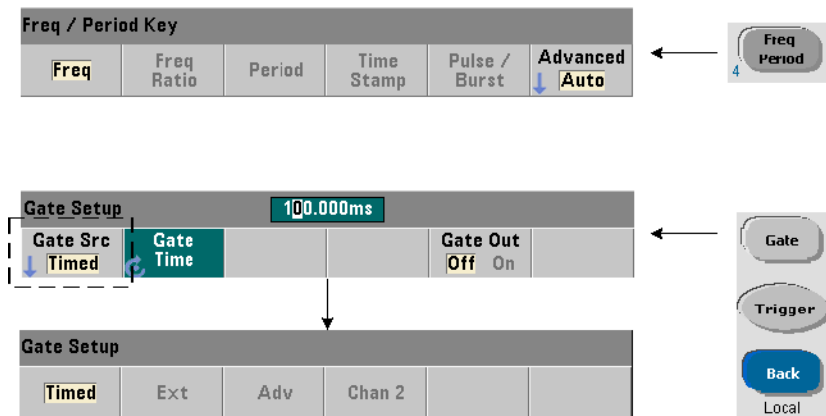 Freq / Period Key
Freq
Freq
Ratio
Period
Time
Stamp
Pulse /
Burst
Advanced
Auto
Freq
Period
4
Gate Setup
100.000ms
Gate Src
Timed
Gate
Time
Gate Out
Off On
Gate
Trigger
Gate Setup
Timed
Ext
Adv
Chan 2
Back
Local